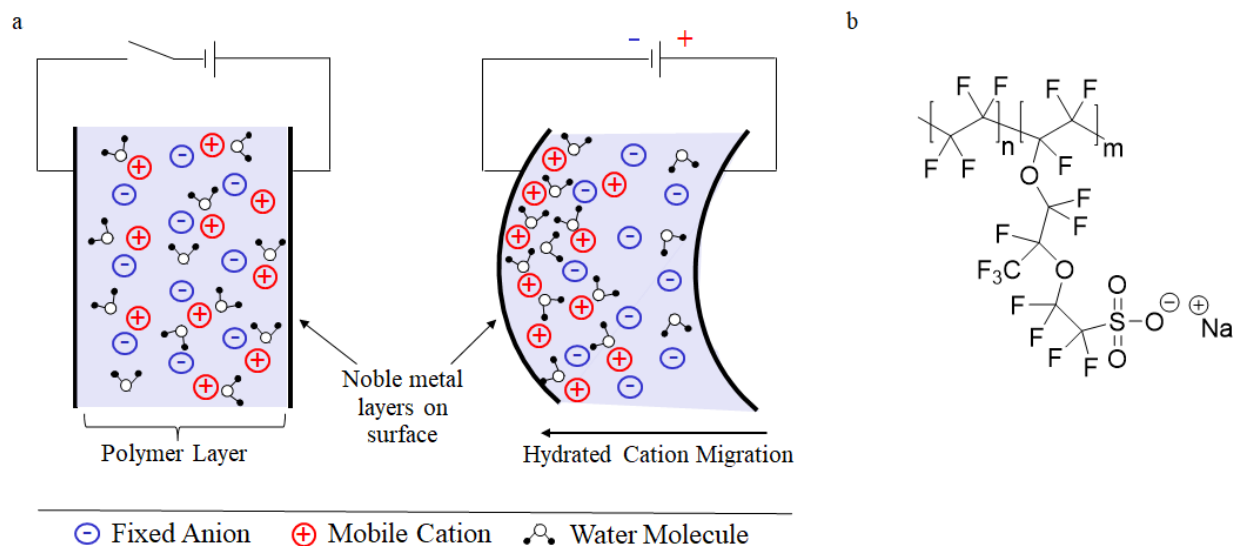 a
b
− +
Noble metal
layers on
surface
Polymer Layer
Hydrated Cation Migration
− Fixed Anion + Mobile Cation Water Molecule
F F F F
n m
F F F
O
F F
F
F3C O
F O
F S O − + Na
F F O